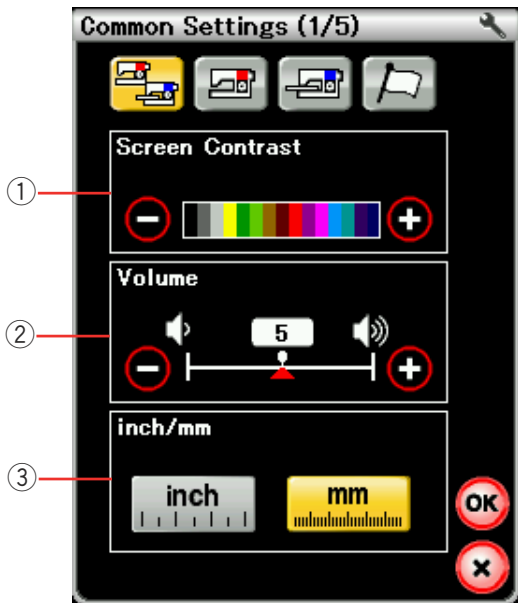 Common Settings (1/5)
Screen Contrast
①
Volume
②
5
inch/mm
③
inch
mm
OK